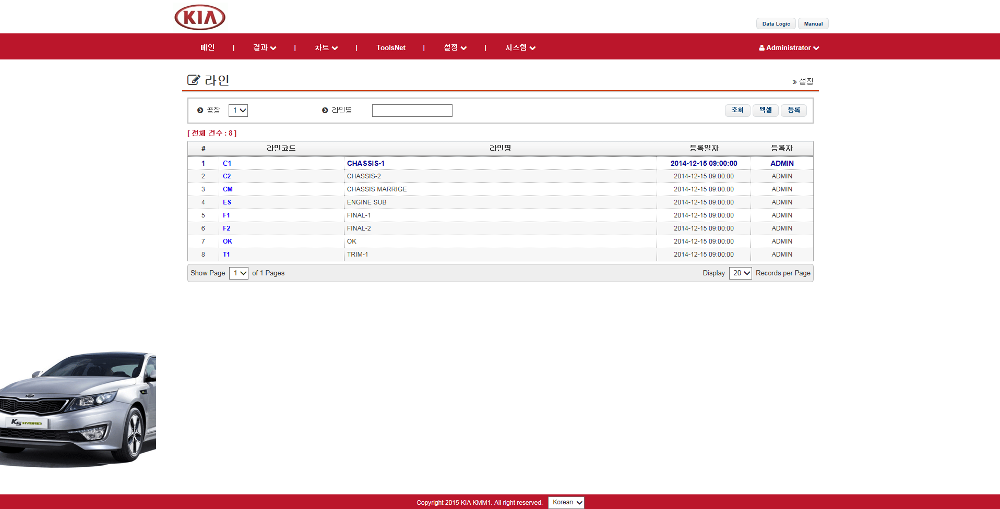 KIA
Data Logic Manual
메인 | 결과 | 차트 | ToolsNet | 설정 | 시스템 Administrator
라인 » 설정
공장 1 라인명 조회 엑셀 등록
[ 전체 건수 : 8 ]
# 라인코드 라인명 등록일자 등록자
1 C1 CHASSIS-1 2014-12-15 09:00:00 ADMIN
2 C2 CHASSIS-2 2014-12-15 09:00:00 ADMIN
3 CM CHASSIS MARRIGE 2014-12-15 09:00:00 ADMIN
4 ES ENGINE SUB 2014-12-15 09:00:00 ADMIN
5 F1 FINAL-1 2014-12-15 09:00:00 ADMIN
6 F2 FINAL-2 2014-12-15 09:00:00 ADMIN
7 OK OK 2014-12-15 09:00:00 ADMIN
8 T1 TRIM-1 2014-12-15 09:00:00 ADMIN
Show Page 1 of 1 Pages Display 20 Records per Page
KIA
K5 HYBRID
Copyright 2015 KIA KMM1. All right reserved. Korean